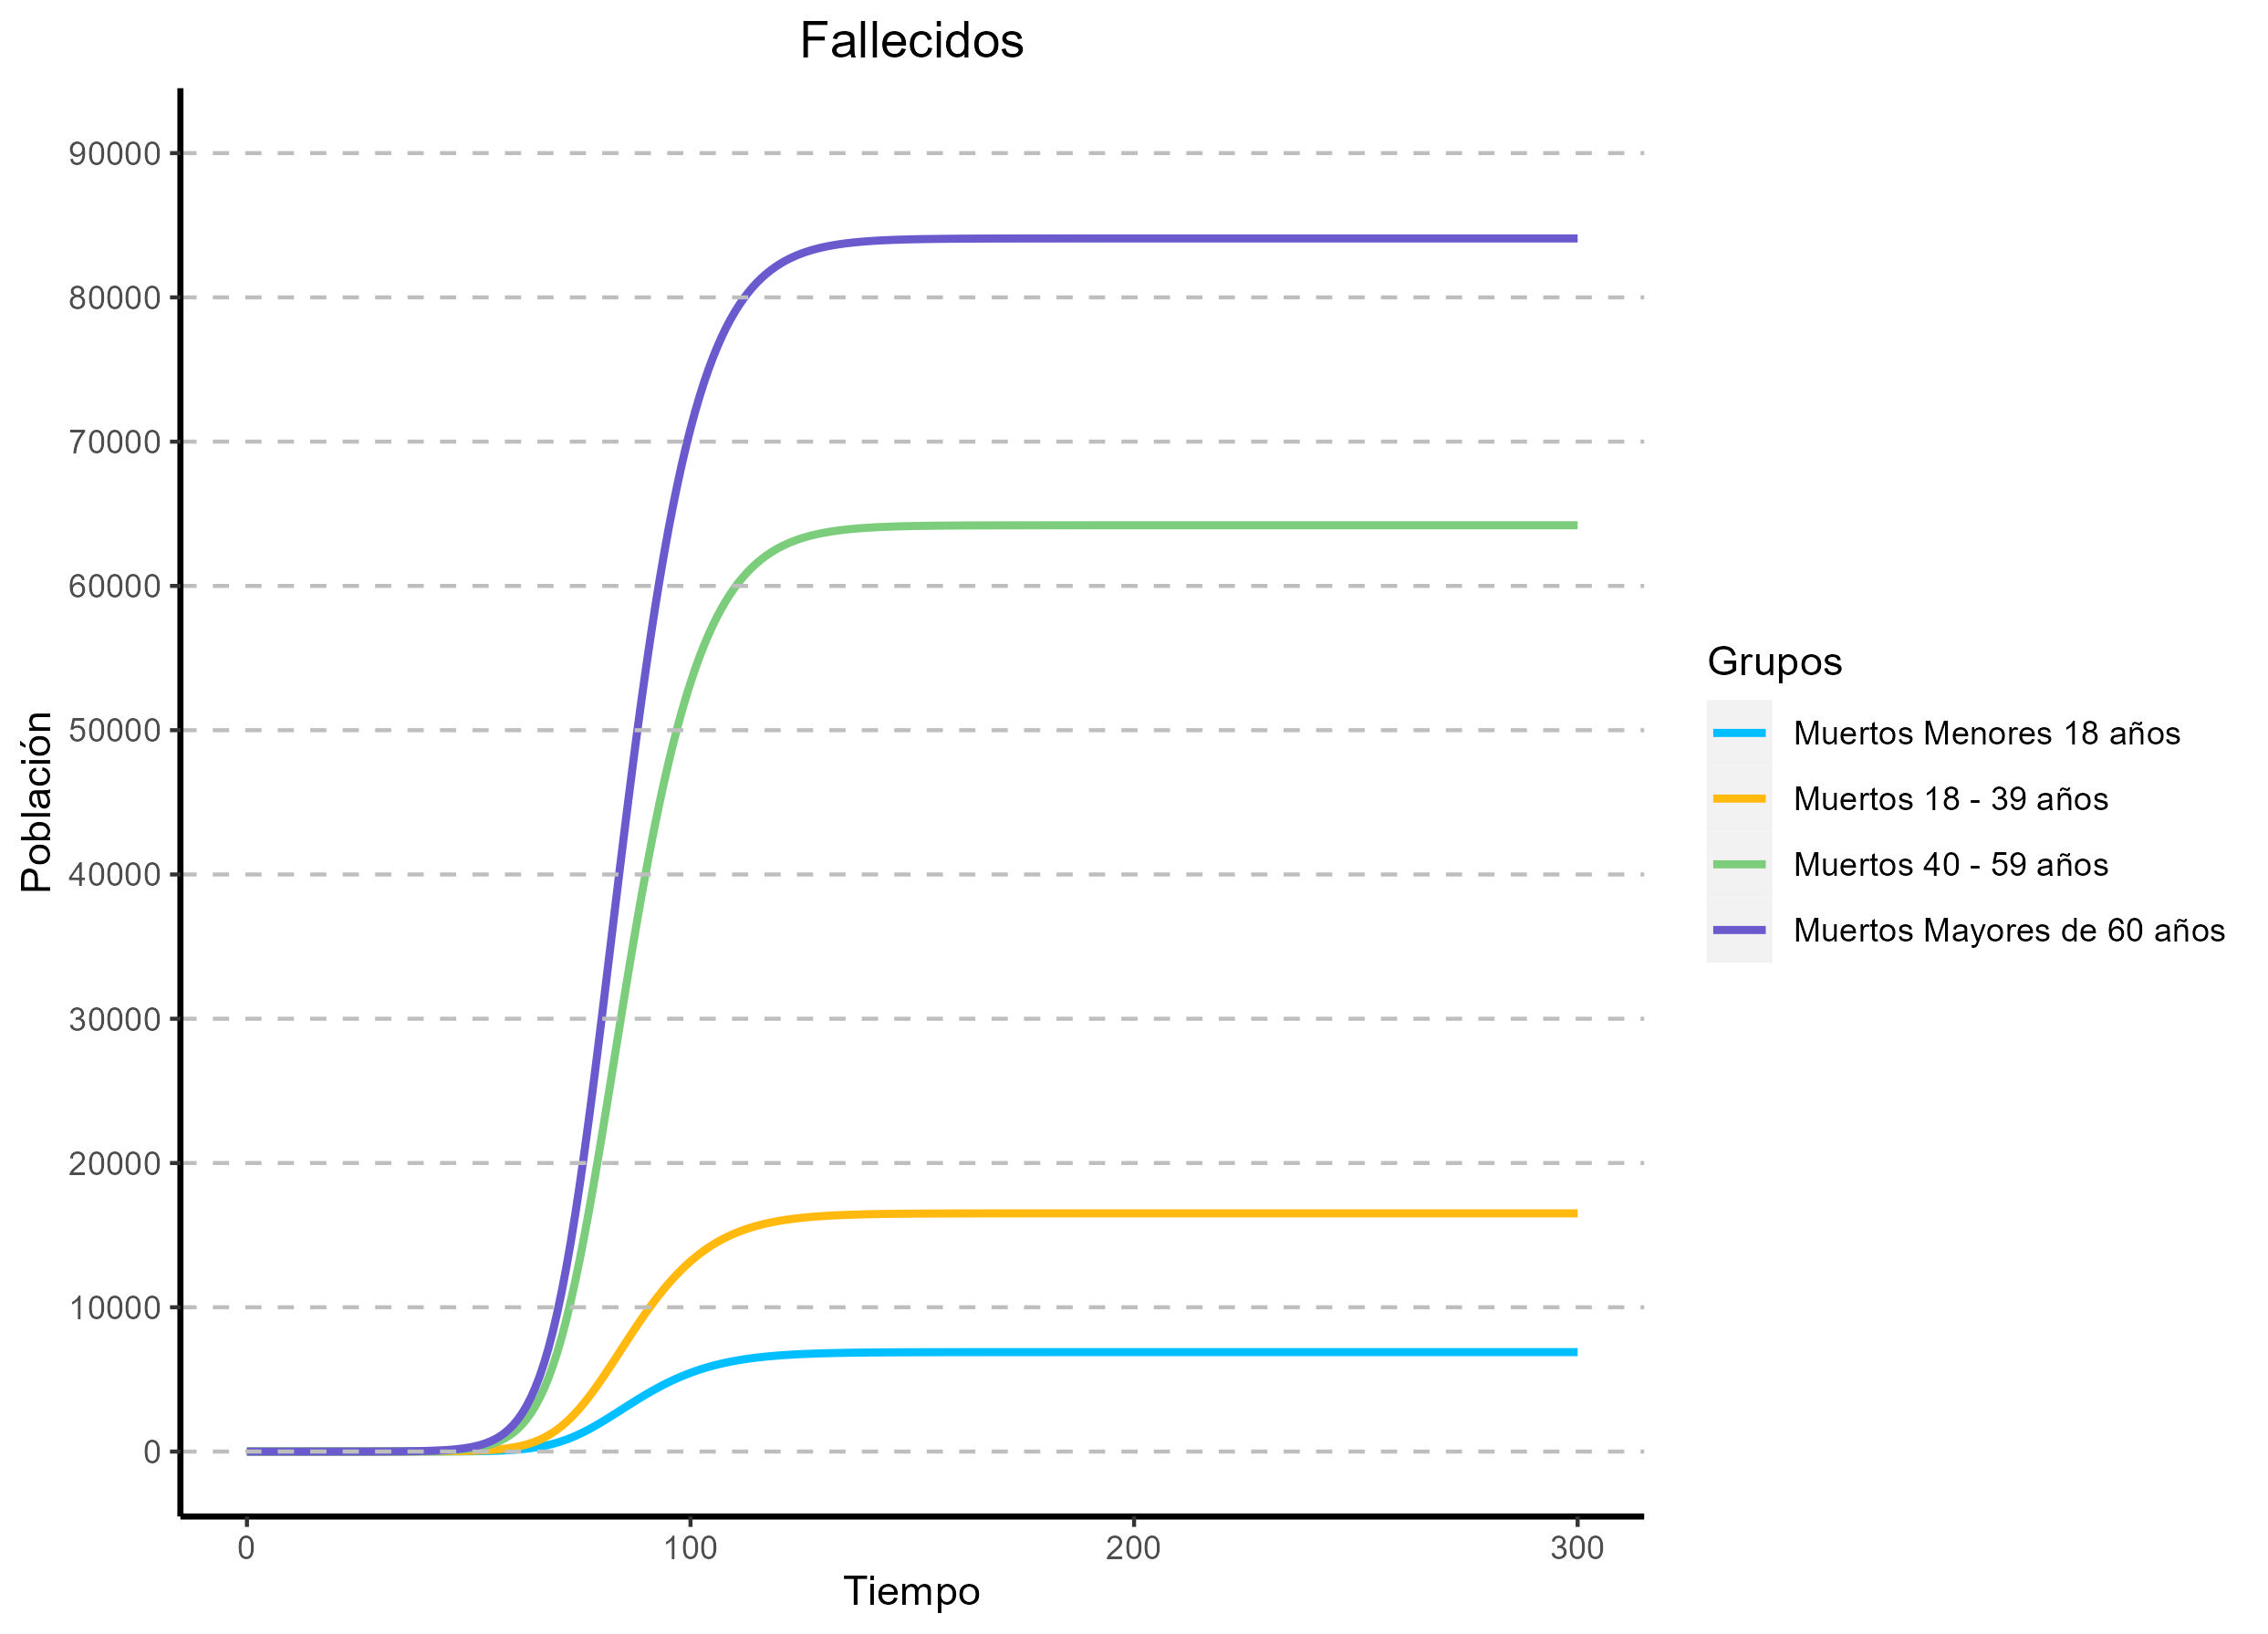 Fallecidos
Población
90000
80000
70000
60000
50000
40000
30000
20000
10000
0
0 100 200 300
Tiempo
Grupos
Muertos Menores 18 años
Muertos 18 - 39 años
Muertos 40 - 59 años
Muertos Mayores de 60 años